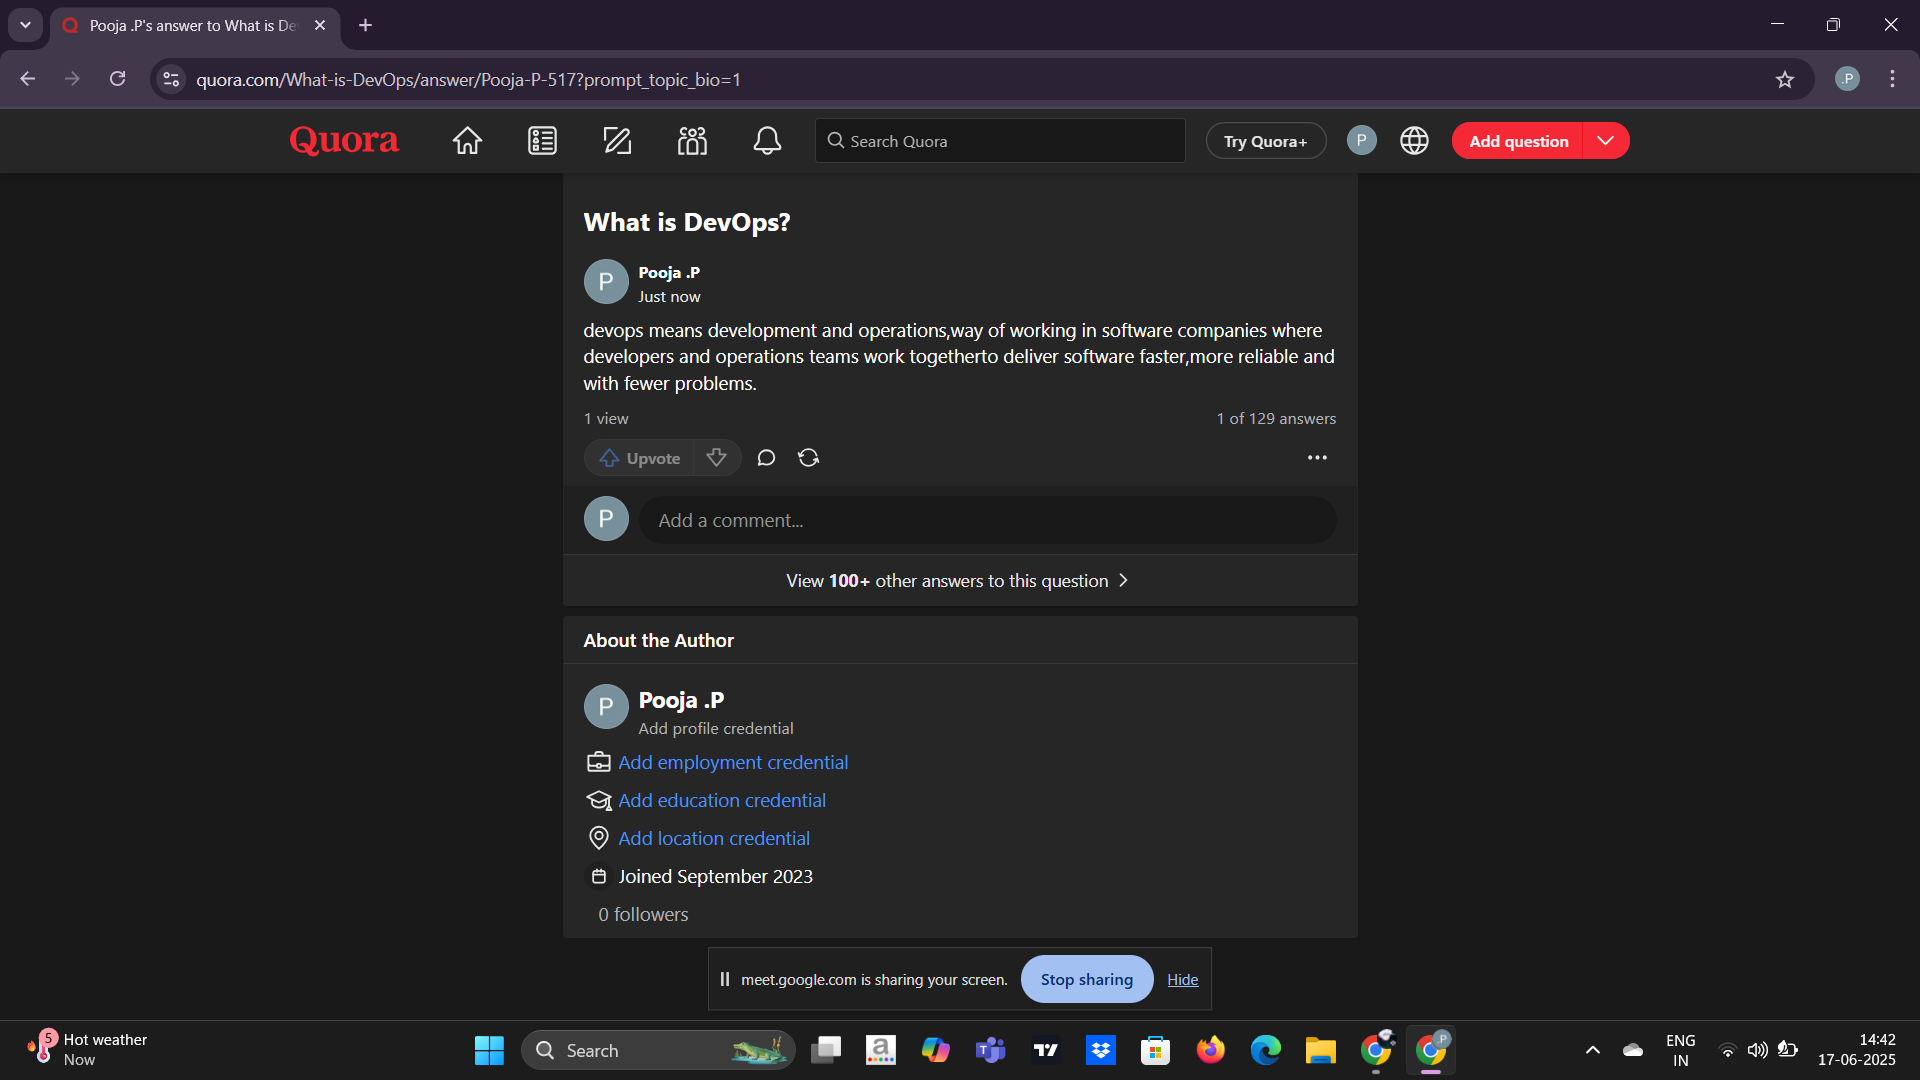 Pooja .P's answer to What is De
quora.com/What-is-DevOps/answer/Pooja-P-517?prompt_topic_bio=1
.P
Quora
Search Quora
Try Quora+
P
Add question
What is DevOps?
P
Pooja .P
Just now
devops means development and operations,way of working in software companies where
developers and operations teams work togetherto deliver software faster,more reliable and
with fewer problems.
1 view
1 of 129 answers
Upvote
P
Add a comment...
View 100+ other answers to this question
About the Author
P
Pooja .P
Add profile credential
Add employment credential
Add education credential
Add location credential
Joined September 2023
0 followers
meet.google.com is sharing your screen.
Stop sharing
Hide
5
Hot weather
Now
Search
a
T
.P
ENG
IN
14:42
17-06-2025